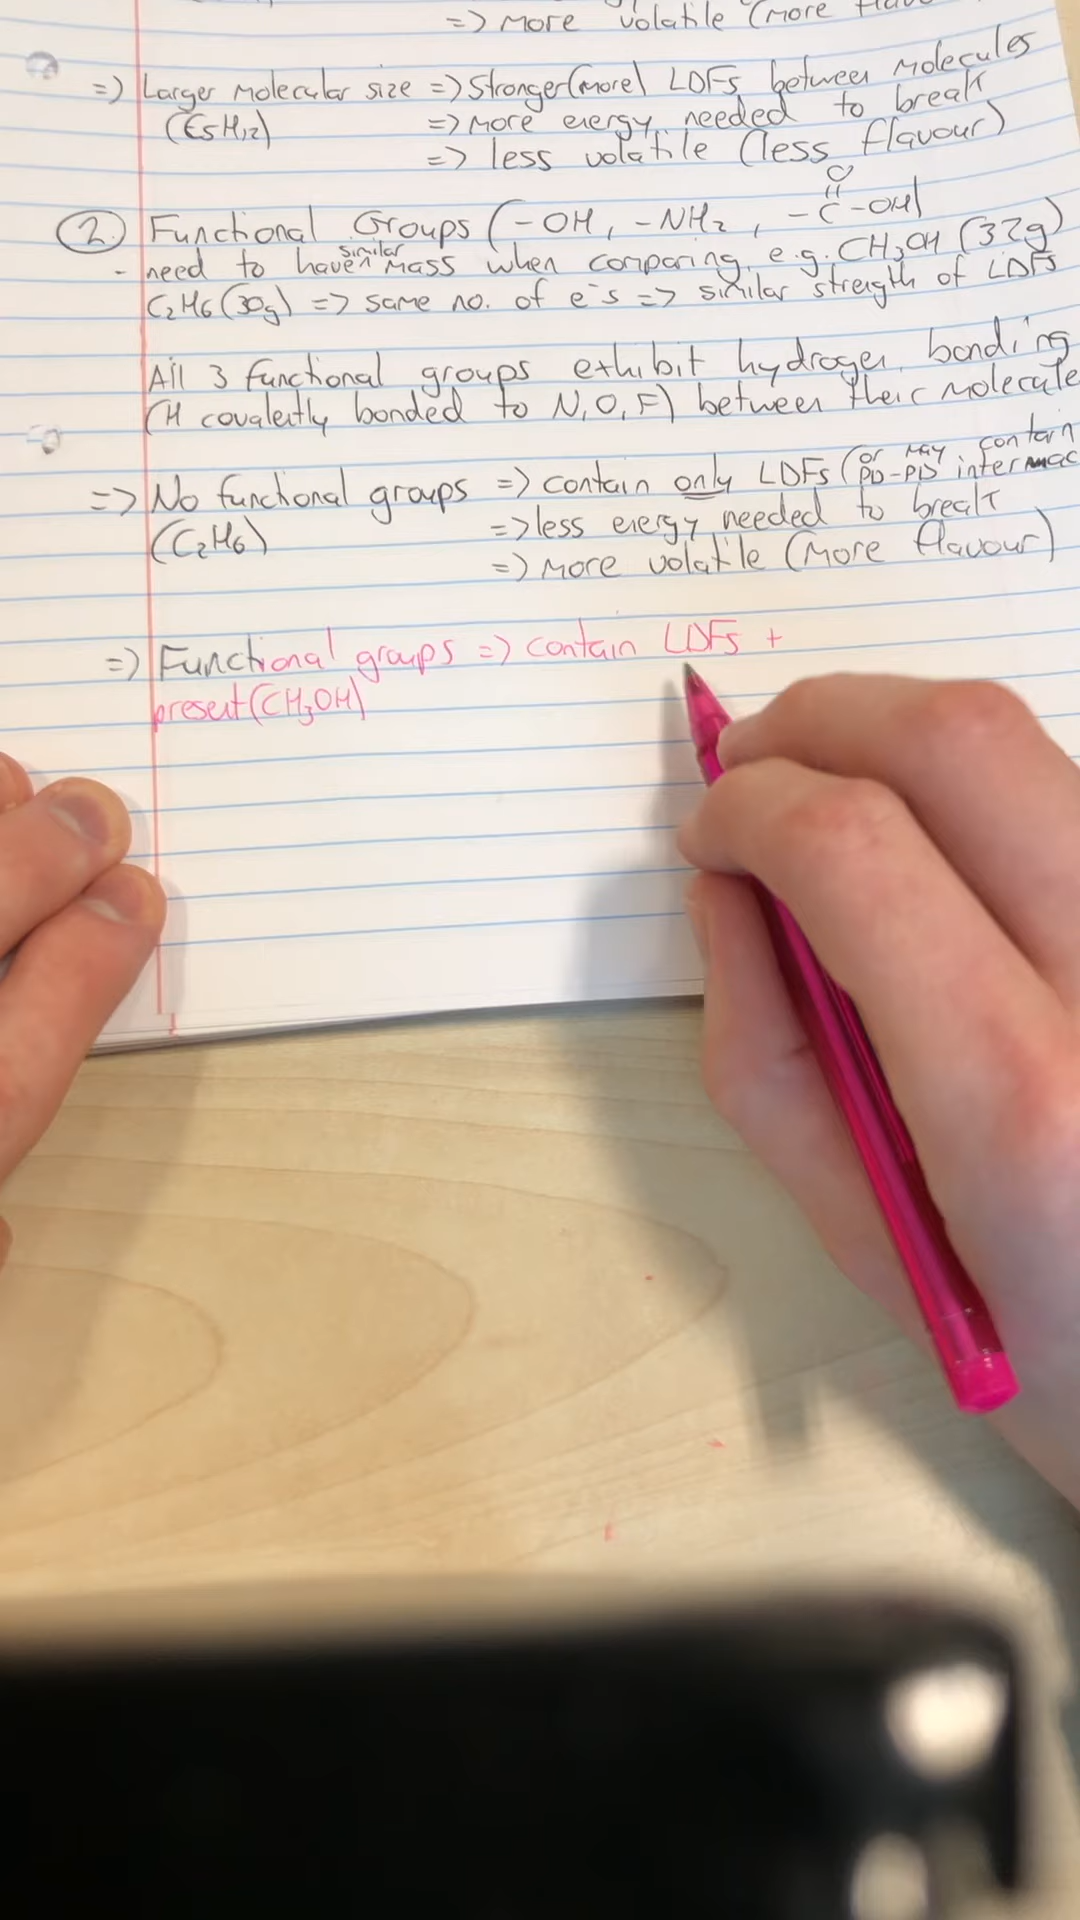 => more volatile (more
=> Larger molecular size => Stronger (more) LDFs between molecules
(C5H12) => more energy needed to break
=> less volatile (less flavour)
② Functional Groups (-OH, -NH2, -C(=O)-OH)
- need to have similar mass when comparing, e.g. CH3OH (32g)
C2H6 (30g) => same no. of e-s => similar strength of LDFs
All 3 functional groups exhibit hydrogen bonding
(H covalently bonded to N, O, F) between their molecule
=> No functional groups => contain only LDFs (or may contain PD-PD
(C2H6) => less energy needed to break
=> more volatile (more flavour)
=> Functional groups => contain LDFs +
present (CH3OH)